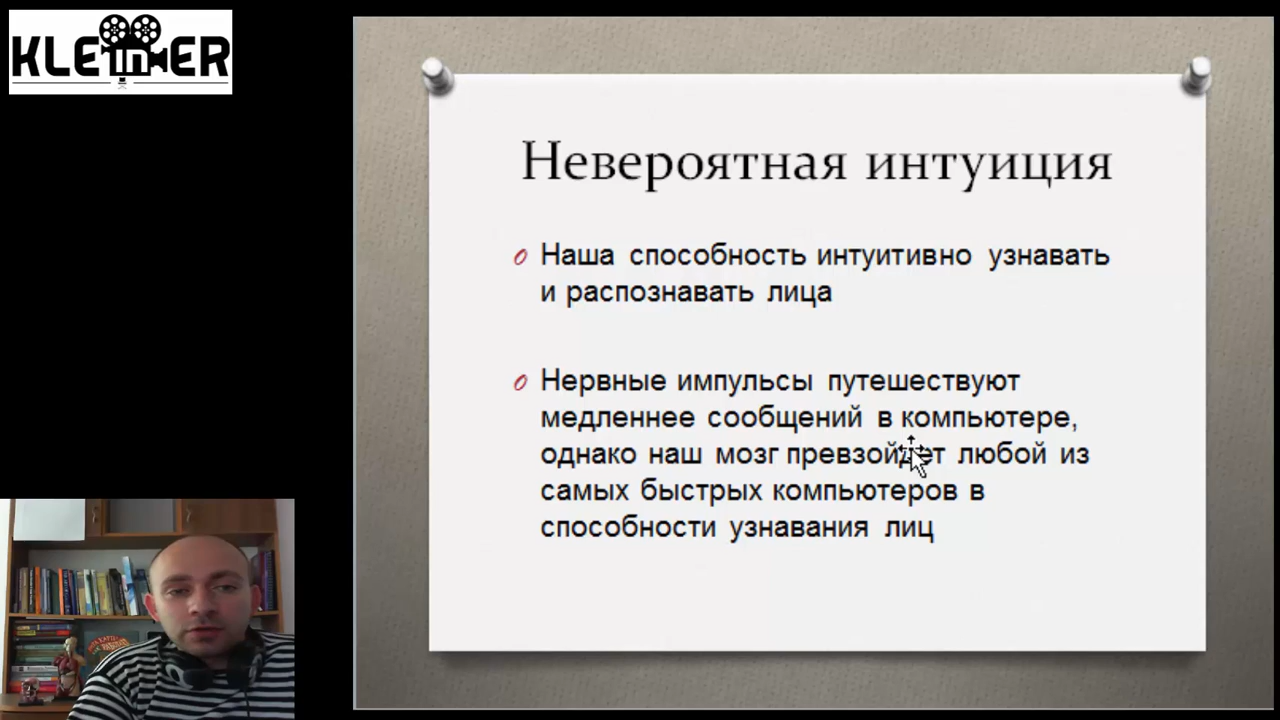 KLEINER
Невероятная интуиция
Наша способность интуитивно узнавать
и распознавать лица
Нервные импульсы путешествуют
медленнее сообщений в компьютере,
однако наш мозг превзойдет любой из
самых быстрых компьютеров в
способности узнавания лиц